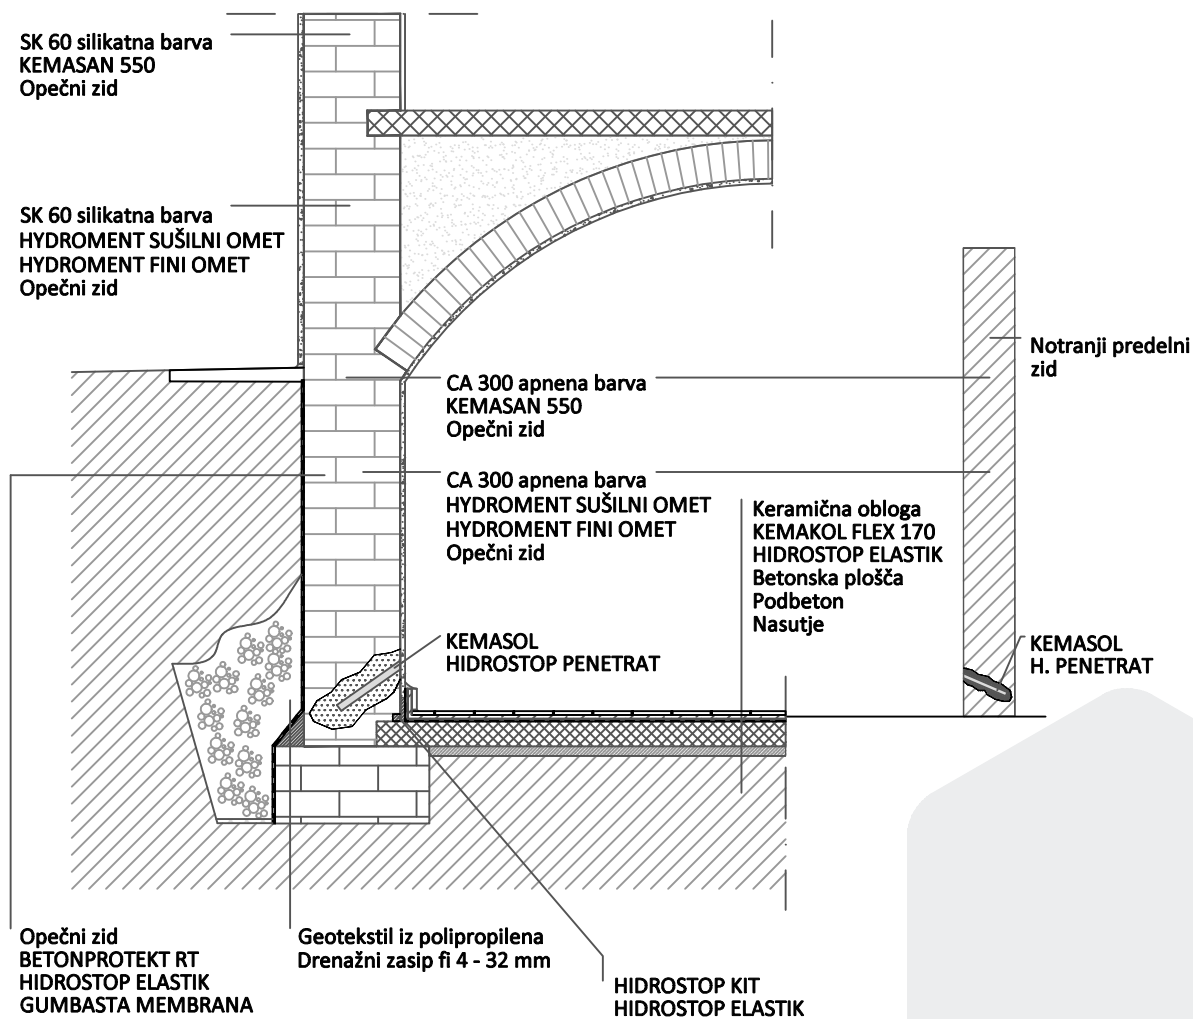 SK 60 silikatna barva
KEMASAN 550
Opečni zid
SK 60 silikatna barva
HYDROMENT SUŠILNI OMET
HYDROMENT FINI OMET
Opečni zid
Notranji predelni
zid
CA 300 apnena barva
KEMASAN 550
Opečni zid
CA 300 apnena barva
HYDROMENT SUŠILNI OMET
HYDROMENT FINI OMET
Opečni zid
Keramična obloga
KEMAKOL FLEX 170
HIDROSTOP ELASTIK
Betonska plošča
Podbeton
Nasutje
KEMASOL
HIDROSTOP PENETRAT
KEMASOL
H. PENETRAT
Opečni zid
BETONPROTEKT RT
HIDROSTOP ELASTIK
GUMBASTA MEMBRANA
Geotekstil iz polipropilena
Drenažni zasip fi 4 - 32 mm
HIDROSTOP KIT
HIDROSTOP ELASTIK